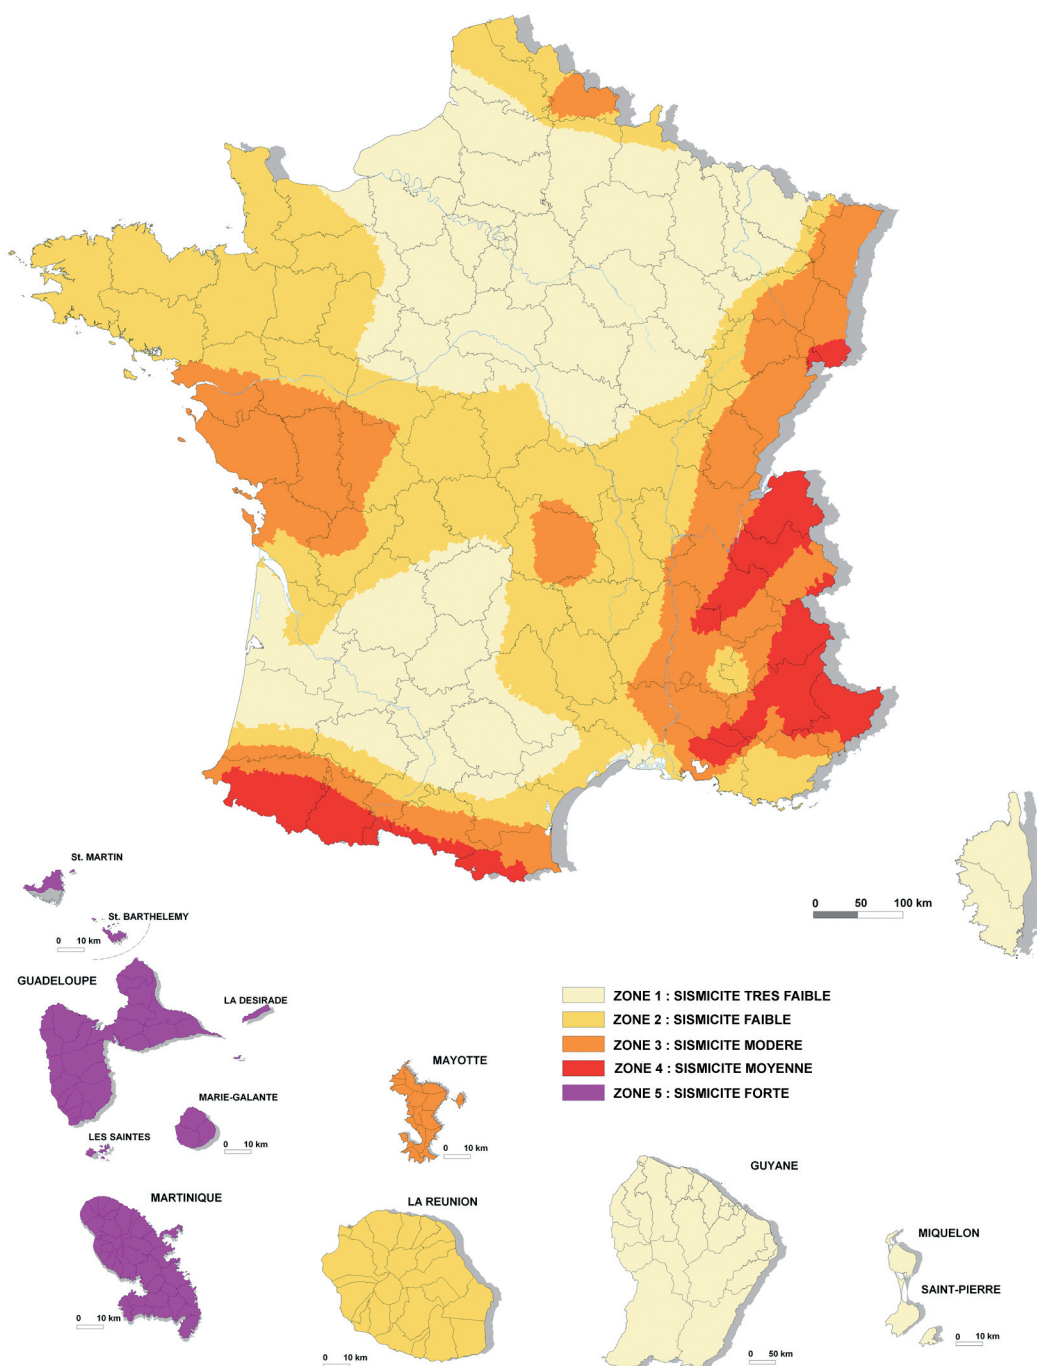 St. MARTIN
0 50 100 km
St. BARTHELEMY
0 10 km
GUADELOUPE
LA DESIRADE
ZONE 1 : SISMICITE TRES FAIBLE
ZONE 2 : SISMICITE FAIBLE
ZONE 3 : SISMICITE MODERE
ZONE 4 : SISMICITE MOYENNE
ZONE 5 : SISMICITE FORTE
MAYOTTE
MARIE-GALANTE
LES SAINTES
0 10 km
0 10 km
GUYANE
MARTINIQUE
LA REUNION
MIQUELON
SAINT-PIERRE
0 10 km
0 10 km
0 10 km
0 50 km